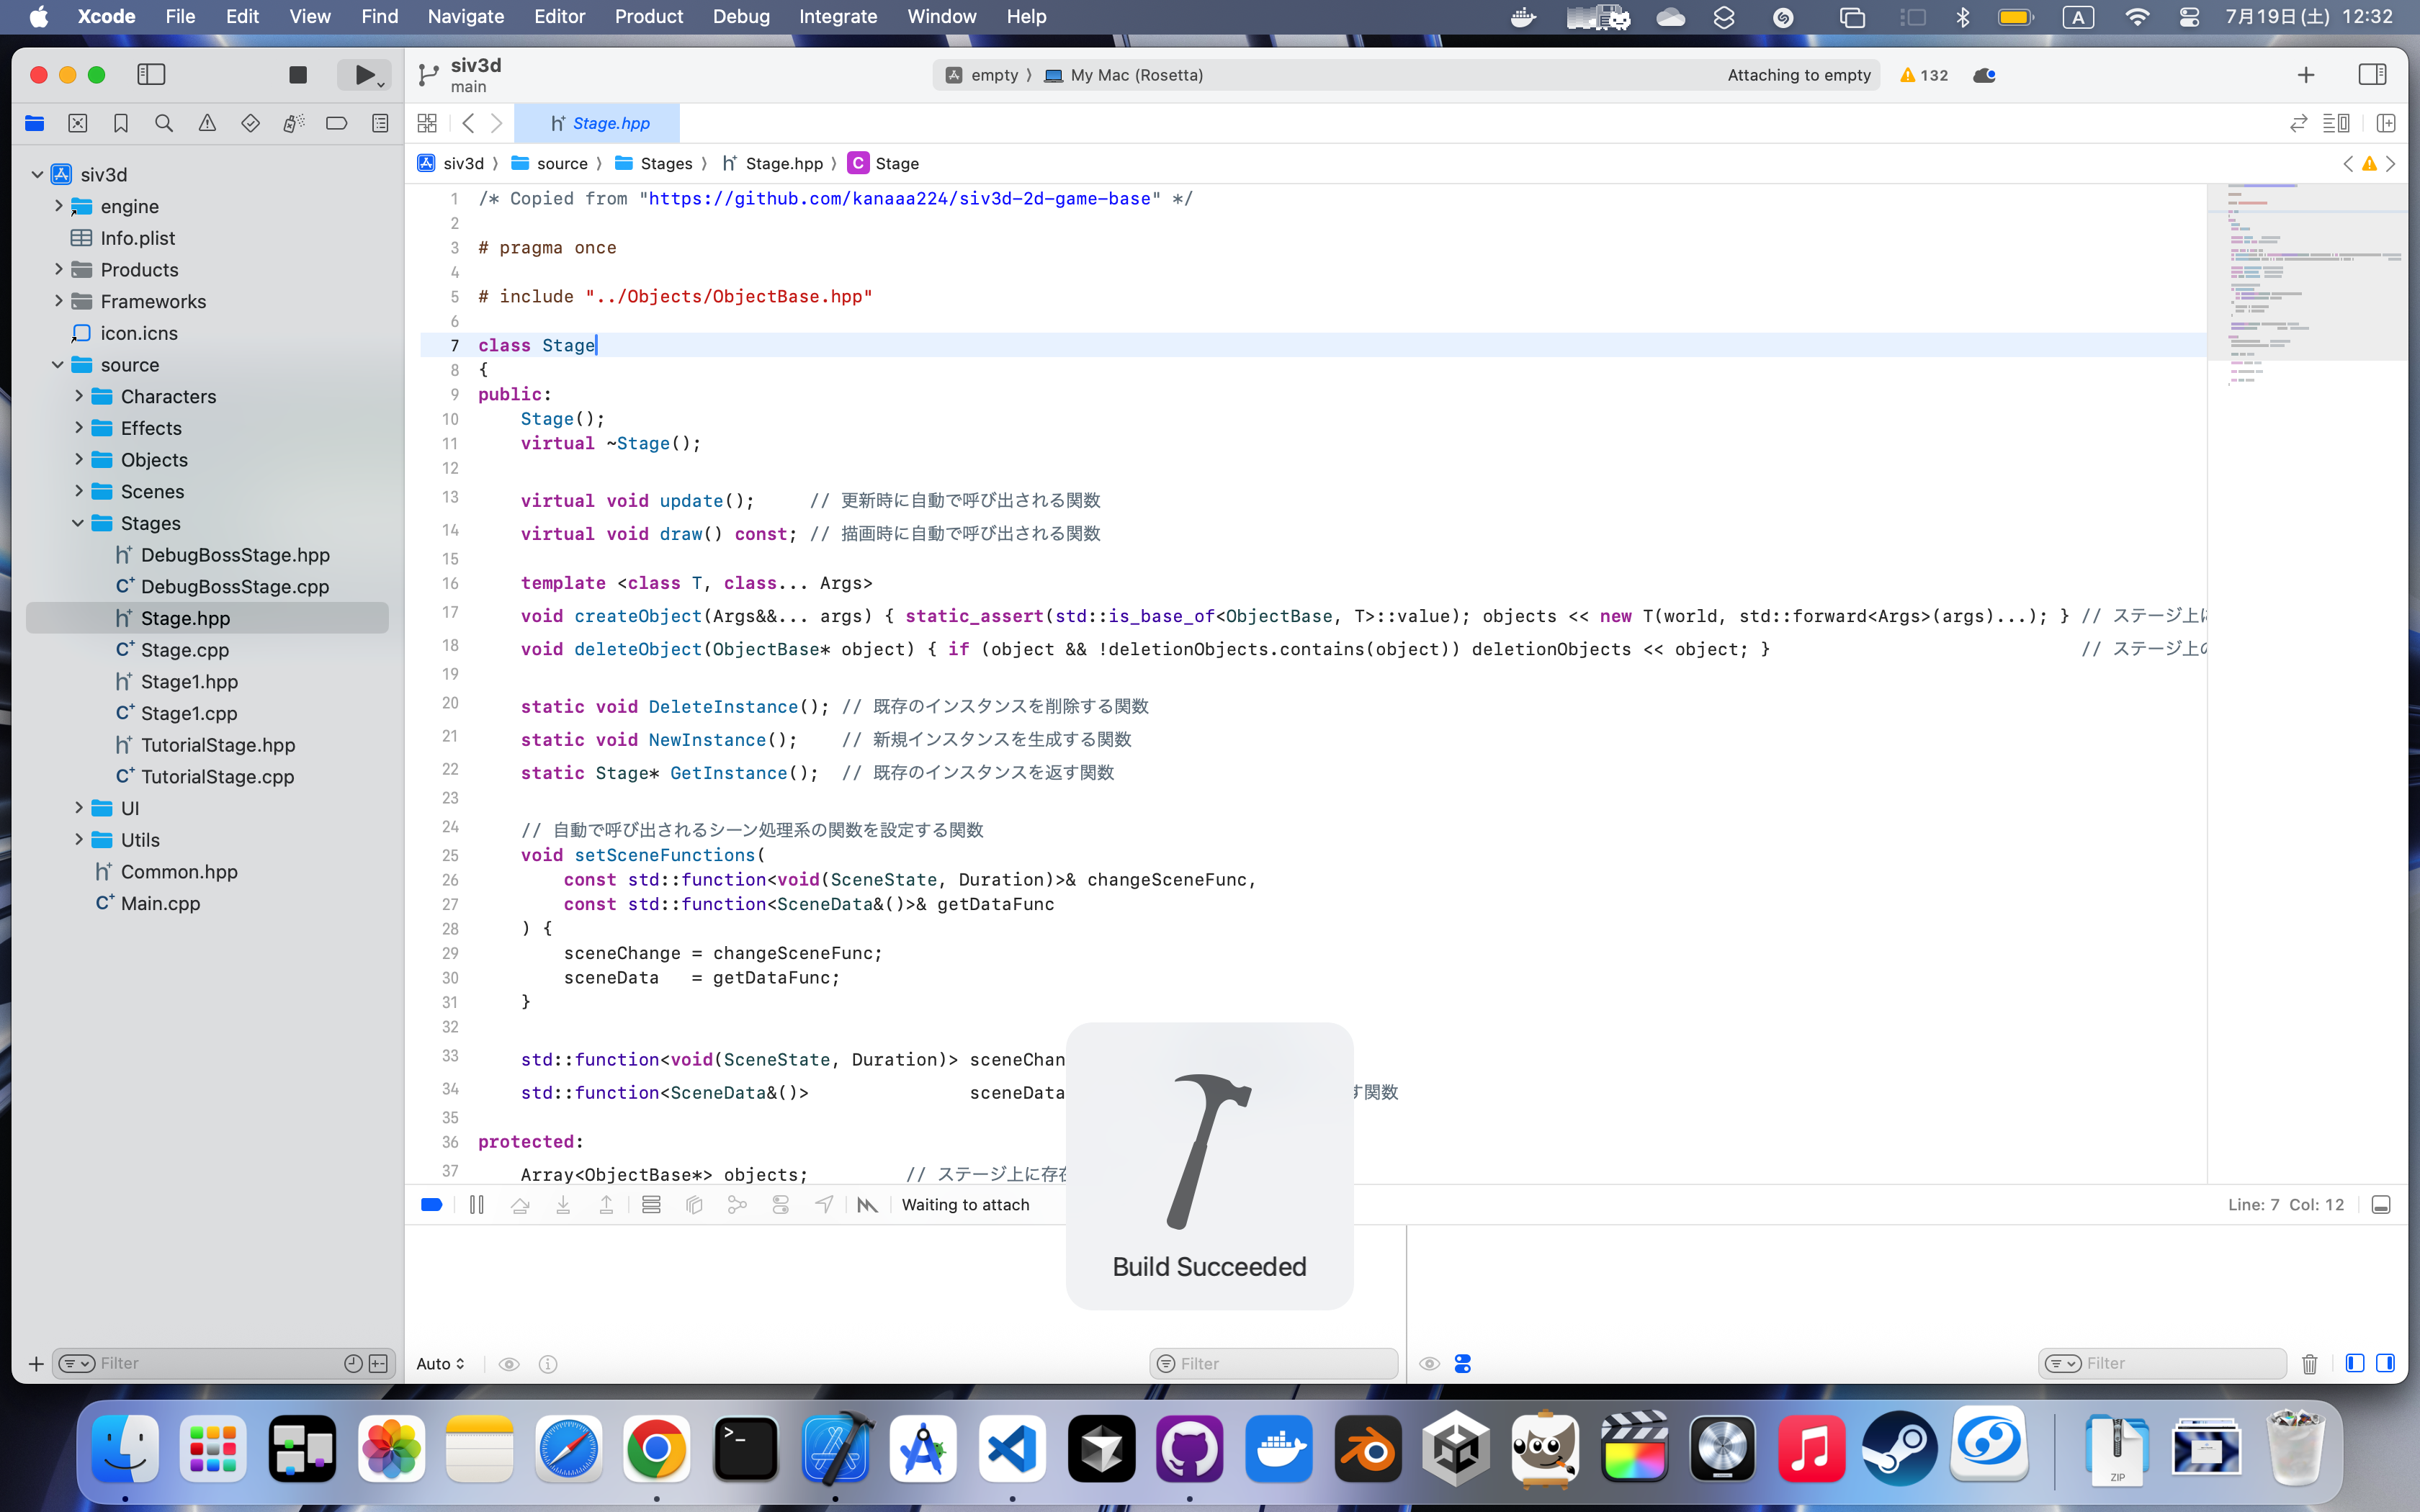 Xcode File Edit View Find Navigate Editor Product Debug Integrate Window Help
A
7月19日(土) 12:32
siv3d
main
empty 〉 My Mac (Rosetta)
Attaching to empty
132
Stage.hpp
siv3d 〉 source 〉 Stages 〉 Stage.hpp 〉 C Stage
siv3d
engine
Info.plist
Products
Frameworks
icon.icns
source
Characters
Effects
Objects
Scenes
Stages
DebugBossStage.hpp
DebugBossStage.cpp
Stage.hpp
Stage.cpp
Stage1.hpp
Stage1.cpp
TutorialStage.hpp
TutorialStage.cpp
UI
Utils
Common.hpp
Main.cpp
Filter
1 /* Copied from "https://github.com/kanaaa224/siv3d-2d-game-base" */
2
3 # pragma once
4
5 # include "../Objects/ObjectBase.hpp"
6
7 class Stage
8 {
9 public:
10 Stage();
11 virtual ~Stage();
12
13 virtual void update(); // 更新時に自動で呼び出される関数
14 virtual void draw() const; // 描画時に自動で呼び出される関数
15
16 template <class T, class... Args>
17 void createObject(Args&&... args) { static_assert(std::is_base_of<ObjectBase, T>::value); objects << new T(world, std::forward<Args>(args)...); } // ステージ上に
18 void deleteObject(ObjectBase* object) { if (object && !deletionObjects.contains(object)) deletionObjects << object; } // ステージ上の
19
20 static void DeleteInstance(); // 既存のインスタンスを削除する関数
21 static void NewInstance(); // 新規インスタンスを生成する関数
22 static Stage* GetInstance(); // 既存のインスタンスを返す関数
23
24 // 自動で呼び出されるシーン処理系の関数を設定する関数
25 void setSceneFunctions(
26 const std::function<void(SceneState, Duration)>& changeSceneFunc,
27 const std::function<SceneData&()>& getDataFunc
28 ) {
29 sceneChange = changeSceneFunc;
30 sceneData = getDataFunc;
31 }
32
33 std::function<void(SceneState, Duration)> sceneChan
34 std::function<SceneData&()> sceneData す関数
35
36 protected:
37 Array<ObjectBase*> objects; // ステージ上に存在
Build Succeeded
Waiting to attach
Line: 7 Col: 12
Auto
Filter
Filter
ZIP